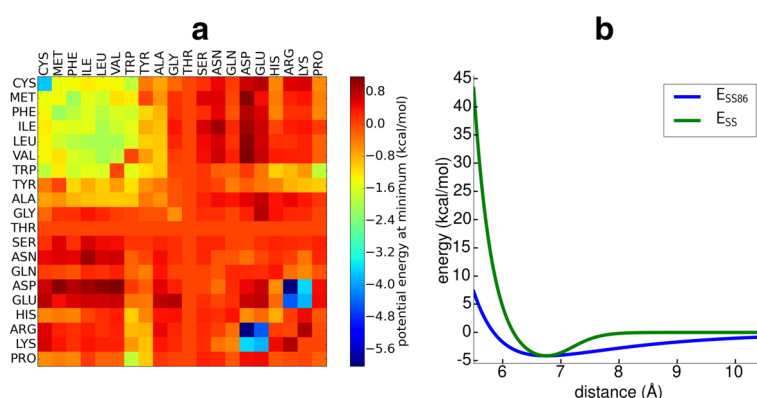 a
b
CYS MET PHE ILE LEU VAL TRP TYR ALA GLY THR SER ASN GLN ASP GLU HIS ARG LYS PRO
CYS
MET
PHE
ILE
LEU
VAL
TRP
TYR
ALA
GLY
THR
SER
ASN
GLN
ASP
GLU
HIS
ARG
LYS
PRO
0.8
0.0
−0.8
−1.6
−2.4
−3.2
−4.0
−4.8
−5.6
potential energy at minimum (kcal/mol)
energy (kcal/mol)
45
40
35
30
25
20
15
10
5
0
-5
6 7 8 9 10
distance (Å)
E_SS86
E_SS